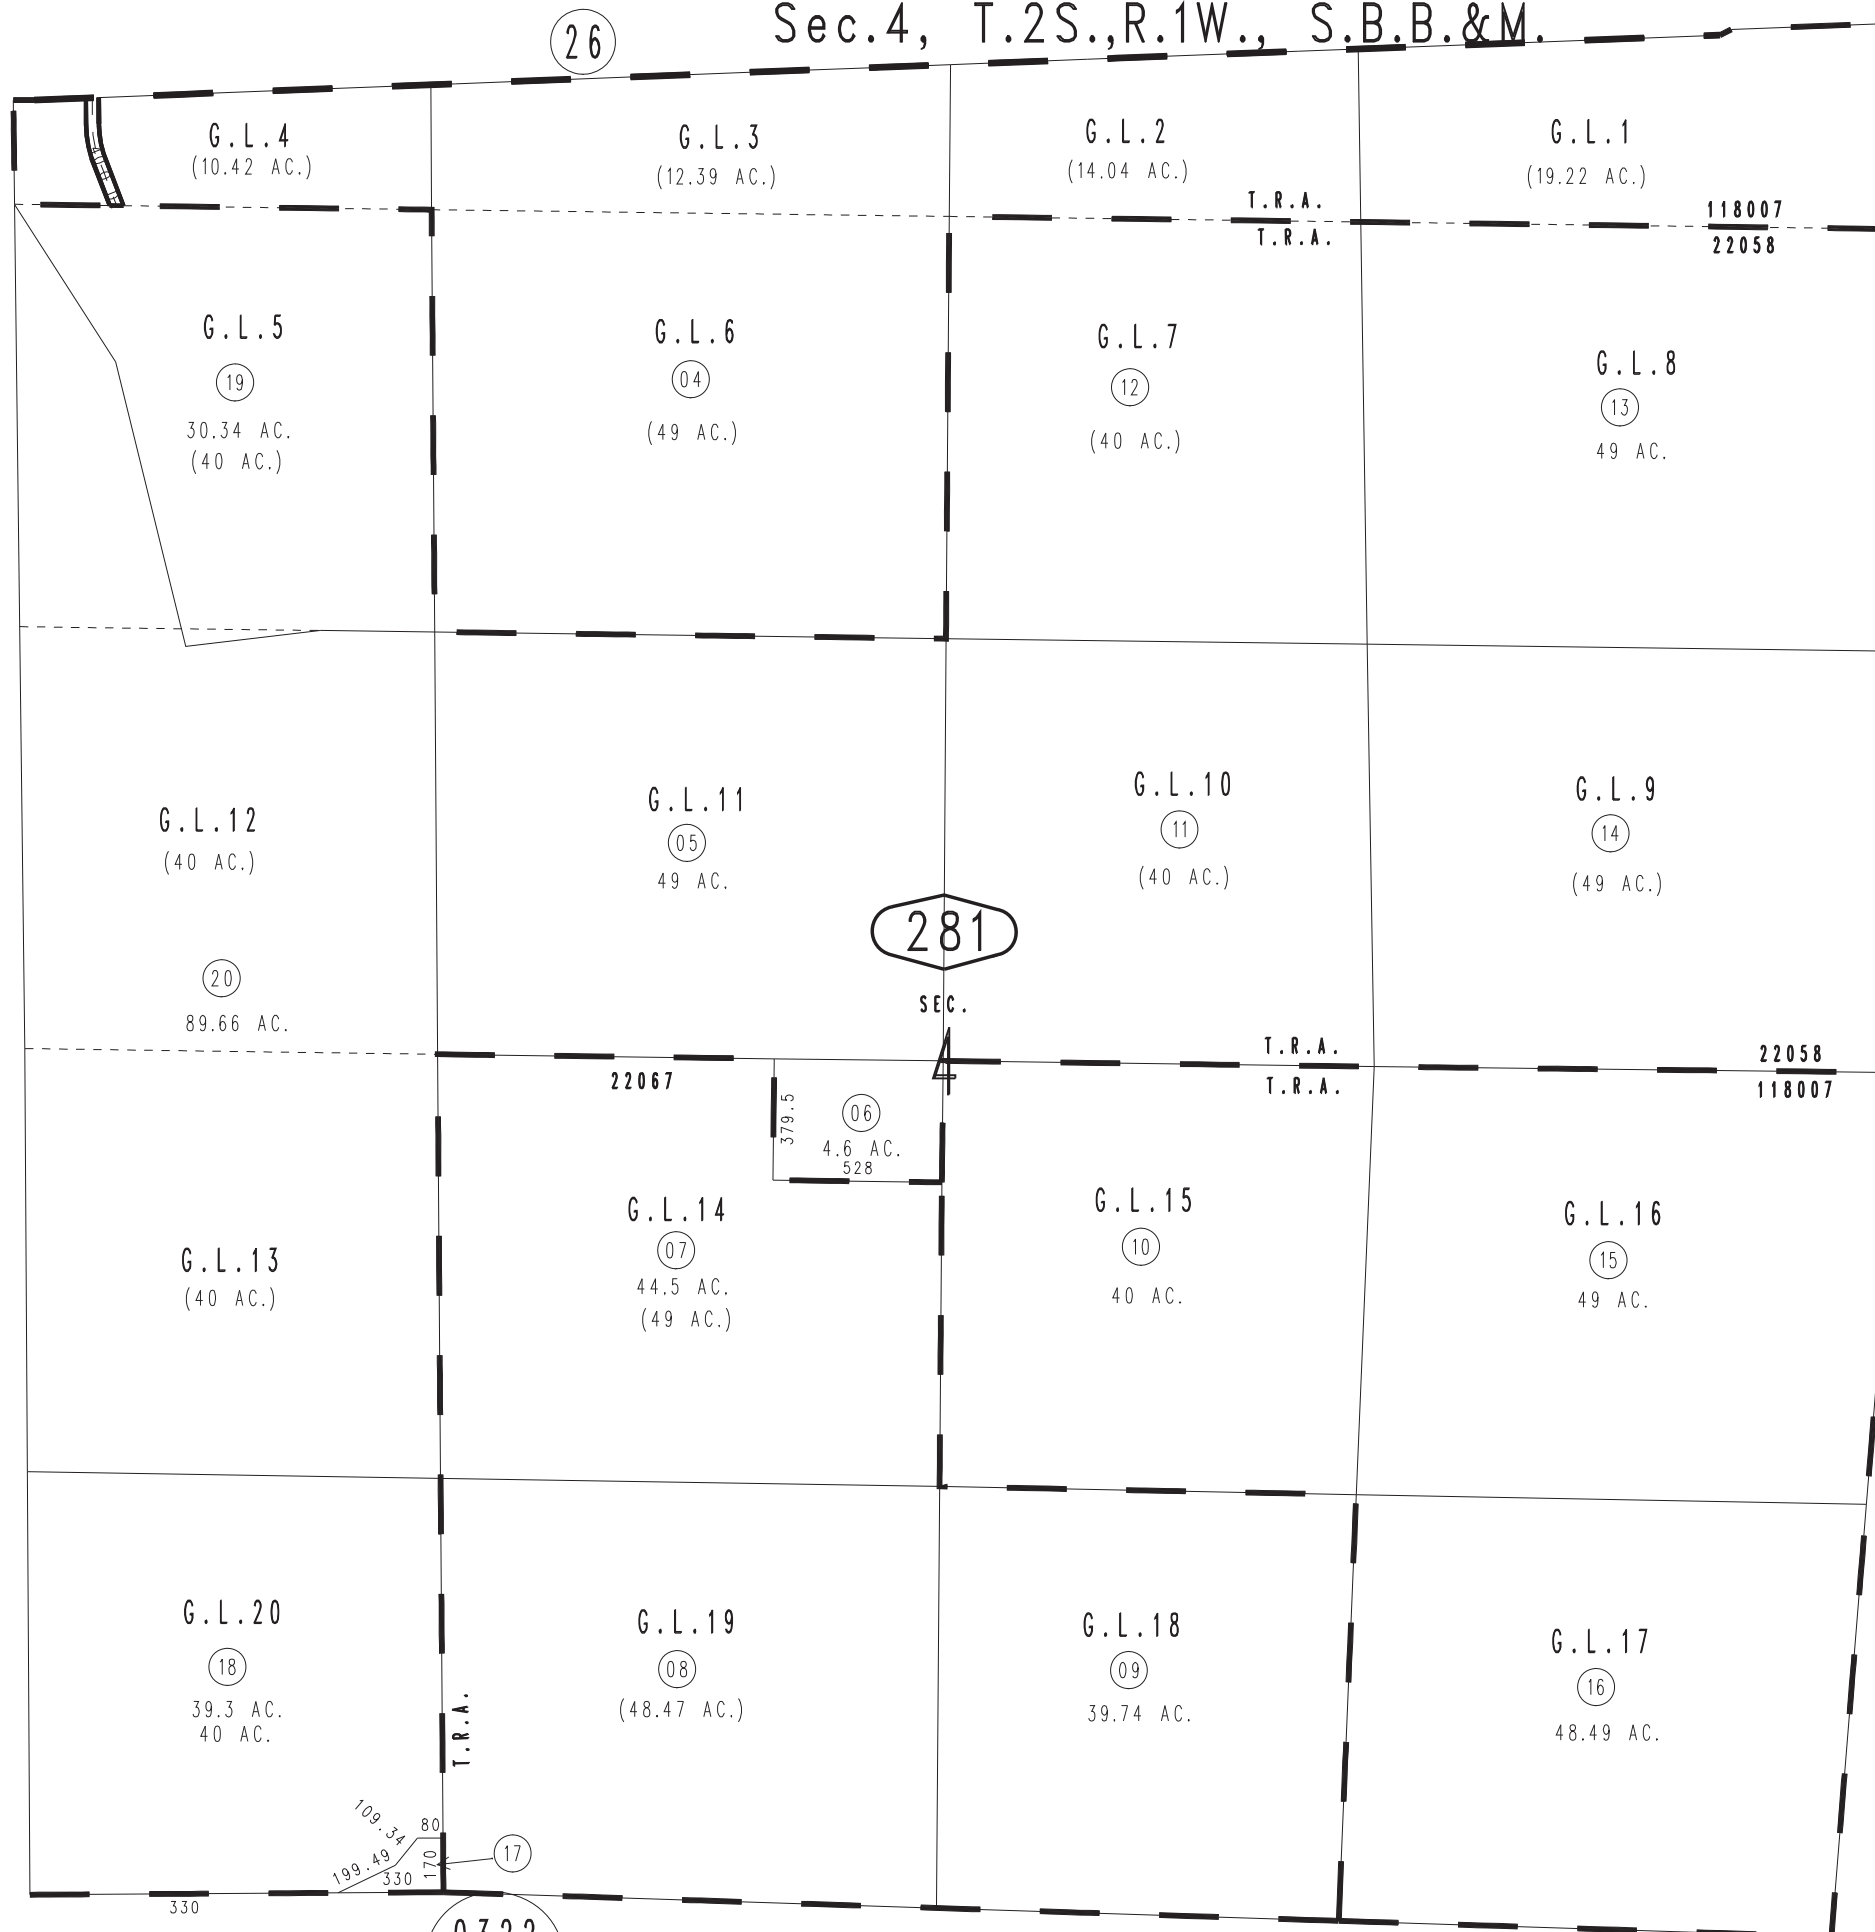 Sec.4, T.2S.,R.1W., S.B.B.&M.
26
G.L.4
(10.42 AC.)
G.L.3
(12.39 AC.)
G.L.2
(14.04 AC.)
G.L.1
(19.22 AC.)
T.R.A.
118007
T.R.A.
22058
G.L.5
19
30.34 AC.
(40 AC.)
G.L.6
04
(49 AC.)
G.L.7
12
(40 AC.)
G.L.8
13
49 AC.
G.L.12
(40 AC.)
20
89.66 AC.
G.L.11
05
49 AC.
G.L.10
11
(40 AC.)
G.L.9
14
(49 AC.)
281
SEC.
4
T.R.A.
22058
T.R.A.
118007
22067
379.5
06
4.6 AC.
528
G.L.13
(40 AC.)
G.L.14
07
44.5 AC.
(49 AC.)
G.L.15
10
40 AC.
G.L.16
15
49 AC.
G.L.20
18
39.3 AC.
40 AC.
G.L.19
08
(48.47 AC.)
G.L.18
09
39.74 AC.
G.L.17
16
48.49 AC.
T.R.A.
109.34
80
199.49
330
170
17
330
0322